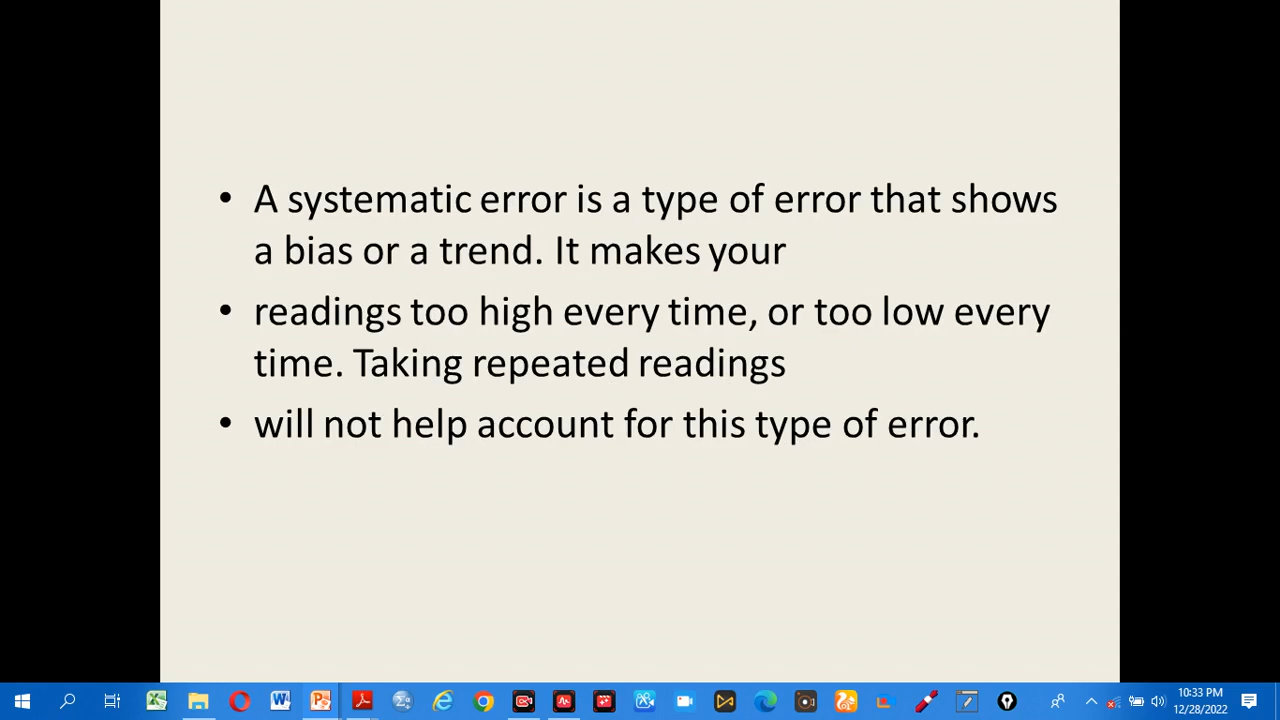 • A systematic error is a type of error that shows
a bias or a trend. It makes your
• readings too high every time, or too low every
time. Taking repeated readings
• will not help account for this type of error.
10:33 PM
12/28/2022